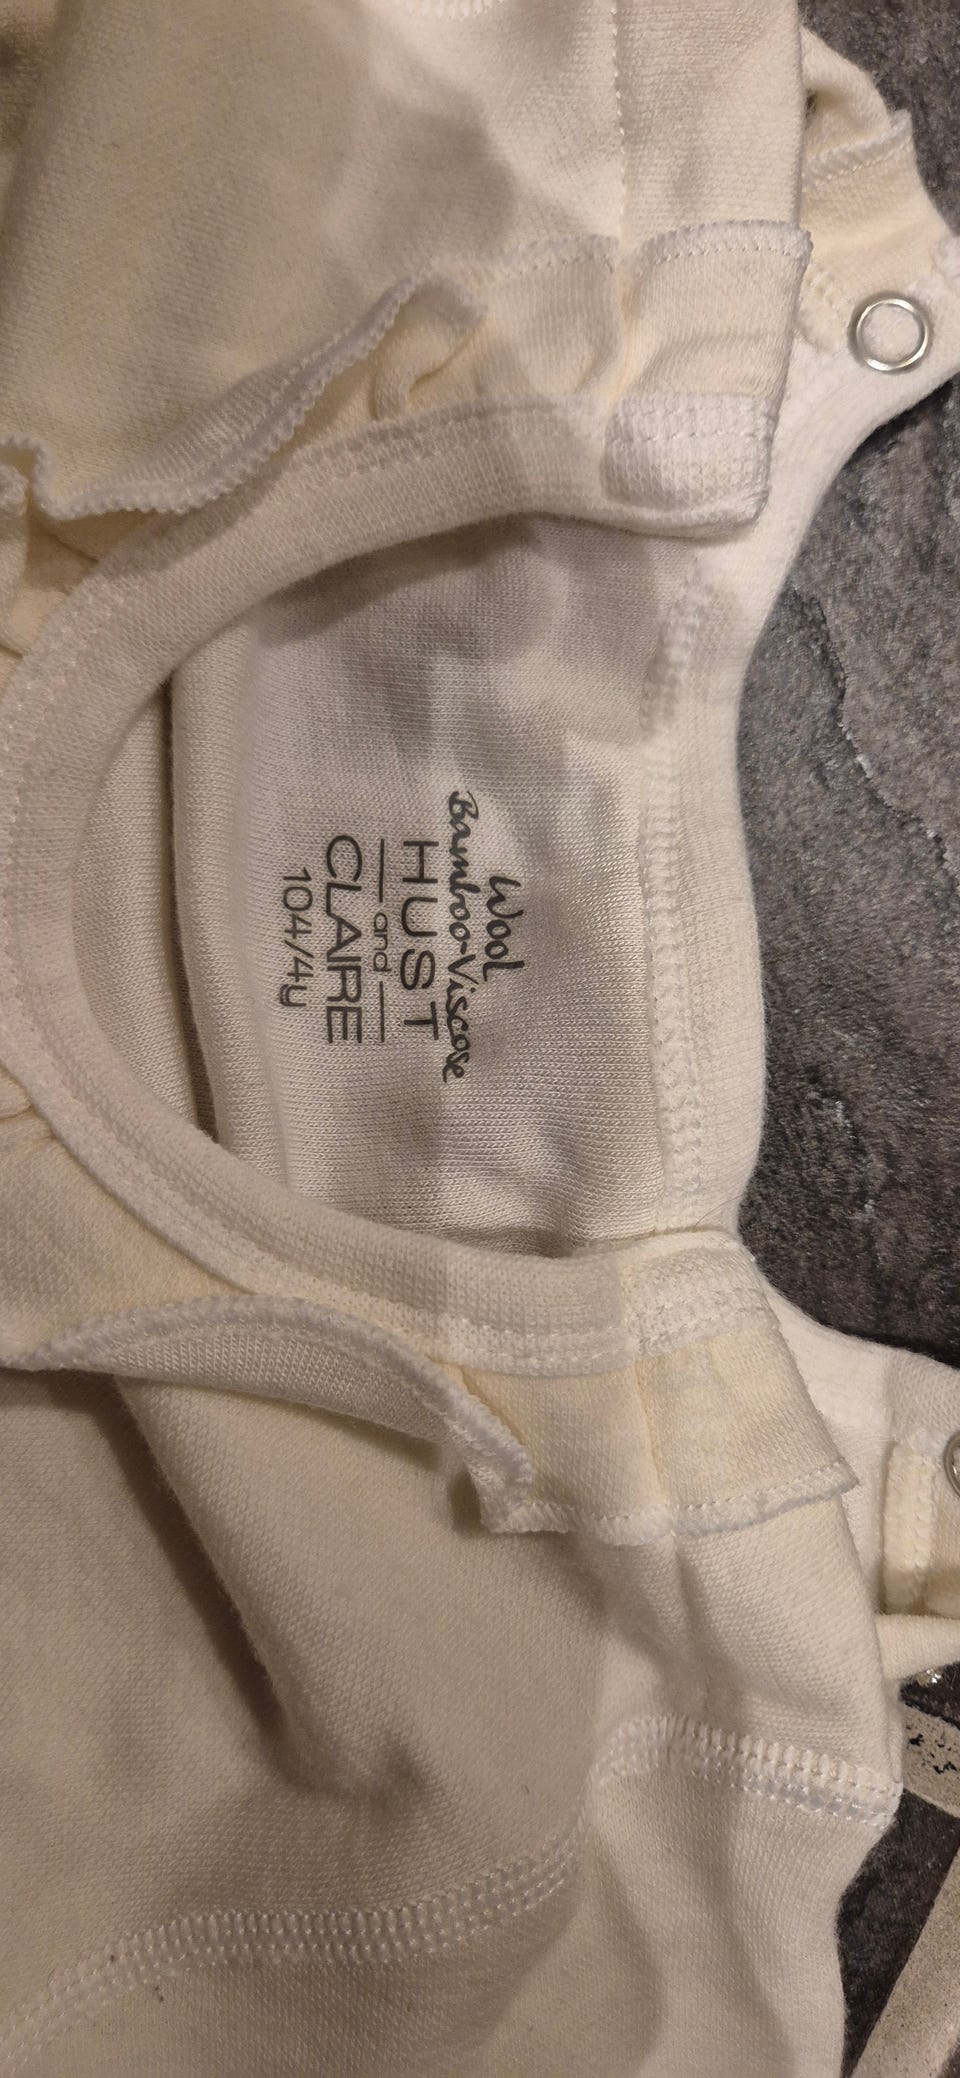 Wool
Bamboo-Viscose
HUST
and
CLAIRE
104/4y